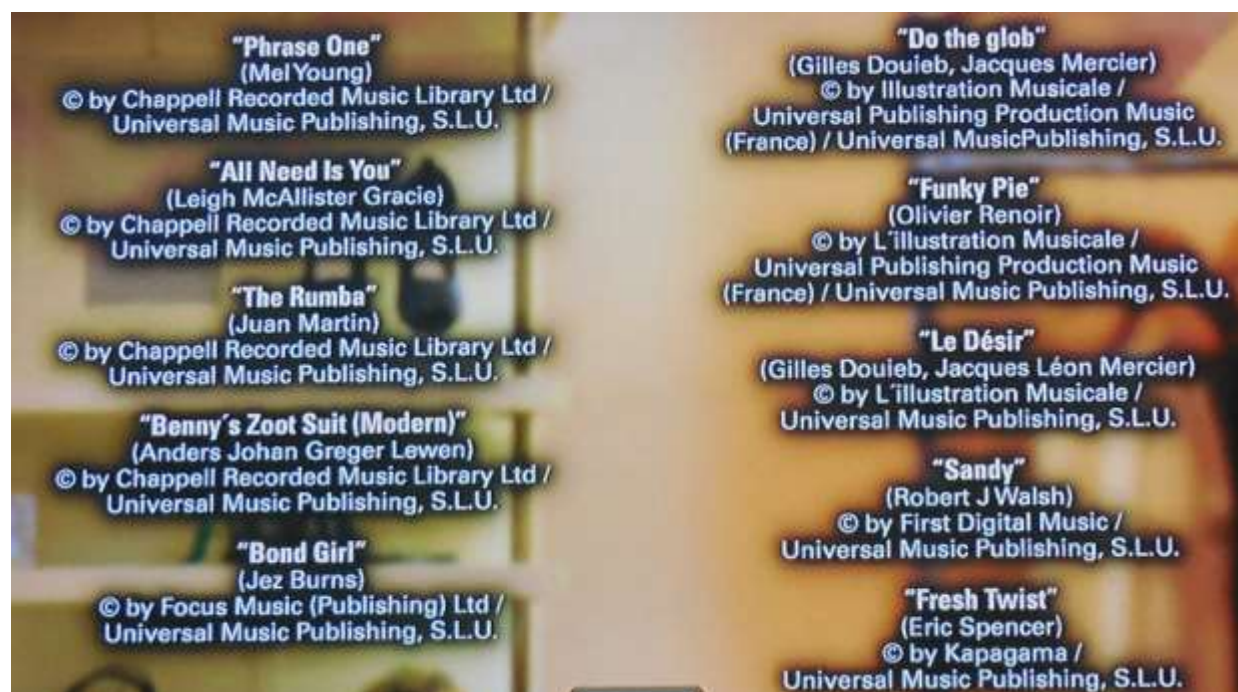 "Phrase One"
(Mel Young)
© by Chappell Recorded Music Library Ltd /
Universal Music Publishing, S.L.U.
"All Need Is You"
(Leigh McAllister Gracie)
© by Chappell Recorded Music Library Ltd /
Universal Music Publishing, S.L.U.
"The Rumba"
(Juan Martin)
© by Chappell Recorded Music Library Ltd /
Universal Music Publishing, S.L.U.
"Benny´s Zoot Suit (Modern)"
(Anders Johan Greger Lewen)
© by Chappell Recorded Music Library Ltd /
Universal Music Publishing, S.L.U.
"Bond Girl"
(Jez Burns)
© by Focus Music (Publishing) Ltd /
Universal Music Publishing, S.L.U.
"Do the glob"
(Gilles Douieb, Jacques Mercier)
© by Illustration Musicale /
Universal Publishing Production Music
(France) / Universal MusicPublishing, S.L.U.
"Funky Pie"
(Olivier Renoir)
© by L´illustration Musicale /
Universal Publishing Production Music
(France) / Universal Music Publishing, S.L.U.
"Le Désir"
(Gilles Douieb, Jacques Léon Mercier)
© by L´illustration Musicale /
Universal Music Publishing, S.L.U.
"Sandy"
(Robert J Walsh)
© by First Digital Music /
Universal Music Publishing, S.L.U.
"Fresh Twist"
(Eric Spencer)
© by Kapagama /
Universal Music Publishing, S.L.U.